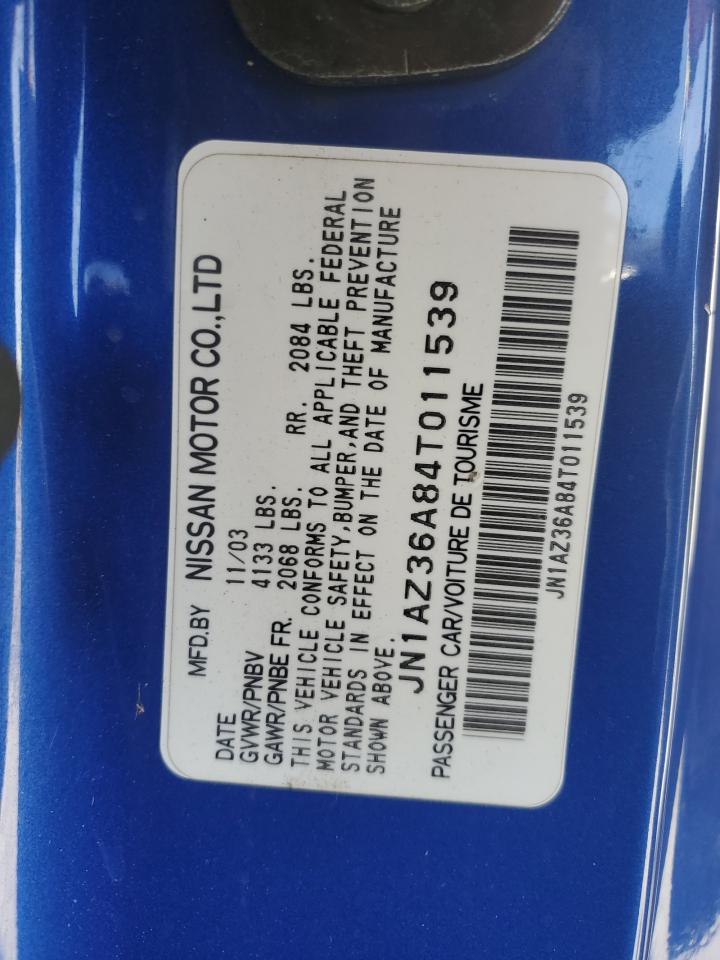 MFD.BY NISSAN MOTOR CO.,LTD
DATE 11/03
GVWR/PNBV 4133 LBS.
GAWR/PNBE FR. 2068 LBS. RR. 2084 LBS.
THIS VEHICLE CONFORMS TO ALL APPLICABLE FEDERAL
MOTOR VEHICLE SAFETY,BUMPER,AND THEFT PREVENTION
STANDARDS IN EFFECT ON THE DATE OF MANUFACTURE
SHOWN ABOVE.
JN1AZ36A84T011539
PASSENGER CAR/VOITURE DE TOURISME
JN1AZ36A84T011539